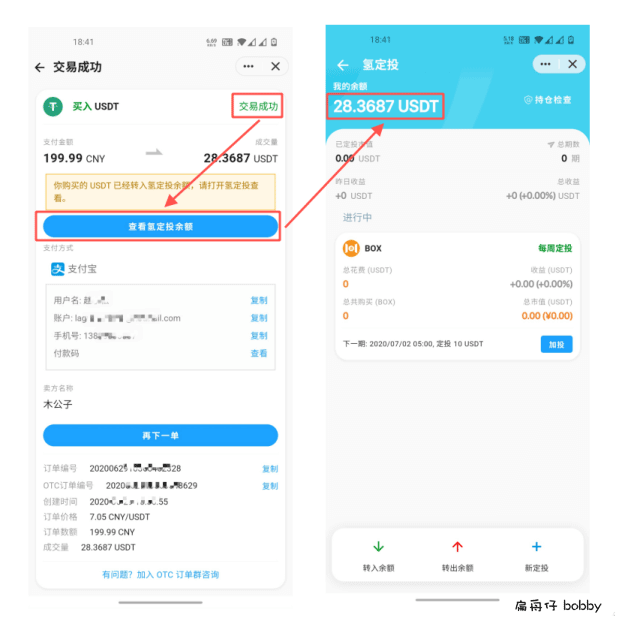 18:41
交易成功
买入 USDT
交易成功
支付金额
成交量
199.99 CNY
28.3687 USDT
你购买的 USDT 已经转入氢定投余额，请打开氢定投查看。
查看氢定投余额
支付方式
支付宝
用户名: 赵
复制
账户: lag
ail.com
复制
手机号: 138
复制
付款码
查看
卖方名称
木公子
再下一单
订单编号 20200629
328
复制
OTC订单编号 2020
8629
复制
创建时间 2020
:55
订单价格 7.05 CNY/USDT
订单数额 199.99 CNY
成交量 28.3687 USDT
有问题？加入 OTC 订单群咨询
18:41
氢定投
我的余额
28.3687 USDT
持仓检查
已定投市值
总期数
0.00 USDT
0 期
昨日收益
总收益
+0 USDT
+0 (+0.00%) USDT
进行中
BOX
每周定投
总花费 (USDT)
收益 (USDT)
0
+0.00 (+0.00%)
总共购买 (BOX)
总市值 (USDT)
0
0.00 (¥0.00)
下一期: 2020/07/02 05:00, 定投 10 USDT
加投
转入余额
转出余额
新定投
扁舟仔 bobby